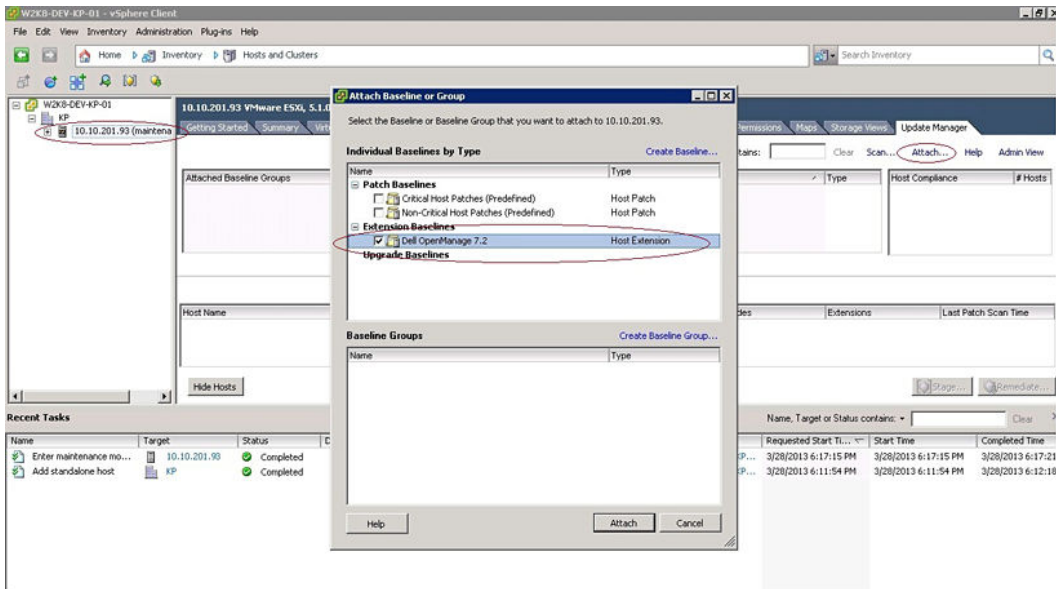 W2K8-DEV-KP-01 - vSphere Client
File Edit View Inventory Administration Plug-ins Help
Home Inventory Hosts and Clusters
Search Inventory
W2K8-DEV-KP-01
KP
10.10.201.93 (maintena
10.10.201.93 VMware ESXi, 5.1.0
Getting Started Summary Virt
Permissions Maps Storage Views Update Manager
tains: Clear Scan... Attach... Help Admin View
Attached Baseline Groups
Type
Host Compliance # Hosts
Attach Baseline or Group
Select the Baseline or Baseline Group that you want to attach to 10.10.201.93.
Individual Baselines by Type Create Baseline...
Name Type
Patch Baselines
Critical Host Patches (Predefined) Host Patch
Non-Critical Host Patches (Predefined) Host Patch
Extension Baselines
Dell OpenManage 7.2 Host Extension
Upgrade Baselines
Baseline Groups Create Baseline Group...
Name Type
Help Attach Cancel
Host Name
des Extensions Last Patch Scan Time
Hide Hosts
Stage... Remediate...
Recent Tasks
Name, Target or Status contains: Clear
Name Target Status D
Requested Start Ti... Start Time Completed Time
Enter maintenance mo... 10.10.201.93 Completed
KP... 3/28/2013 6:17:15 PM 3/28/2013 6:17:15 PM 3/28/2013 6:17:21
Add standalone host KP Completed
KP... 3/28/2013 6:11:54 PM 3/28/2013 6:11:54 PM 3/28/2013 6:12:18